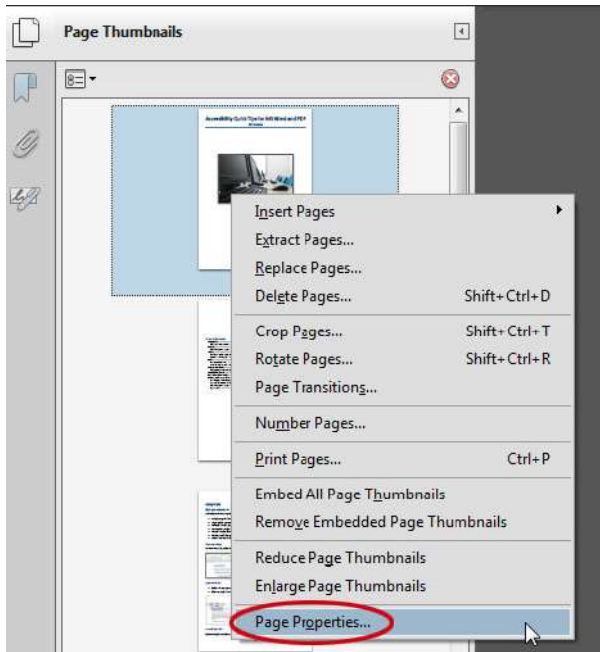 Page Thumbnails
Accessibility Quick Tips for MS Word and PDF
Insert Pages
Extract Pages...
Replace Pages...
Delete Pages... Shift+Ctrl+D
Crop Pages... Shift+Ctrl+T
Rotate Pages... Shift+Ctrl+R
Page Transitions...
Number Pages...
Print Pages... Ctrl+P
Embed All Page Thumbnails
Remove Embedded Page Thumbnails
Reduce Page Thumbnails
Enlarge Page Thumbnails
Page Properties...